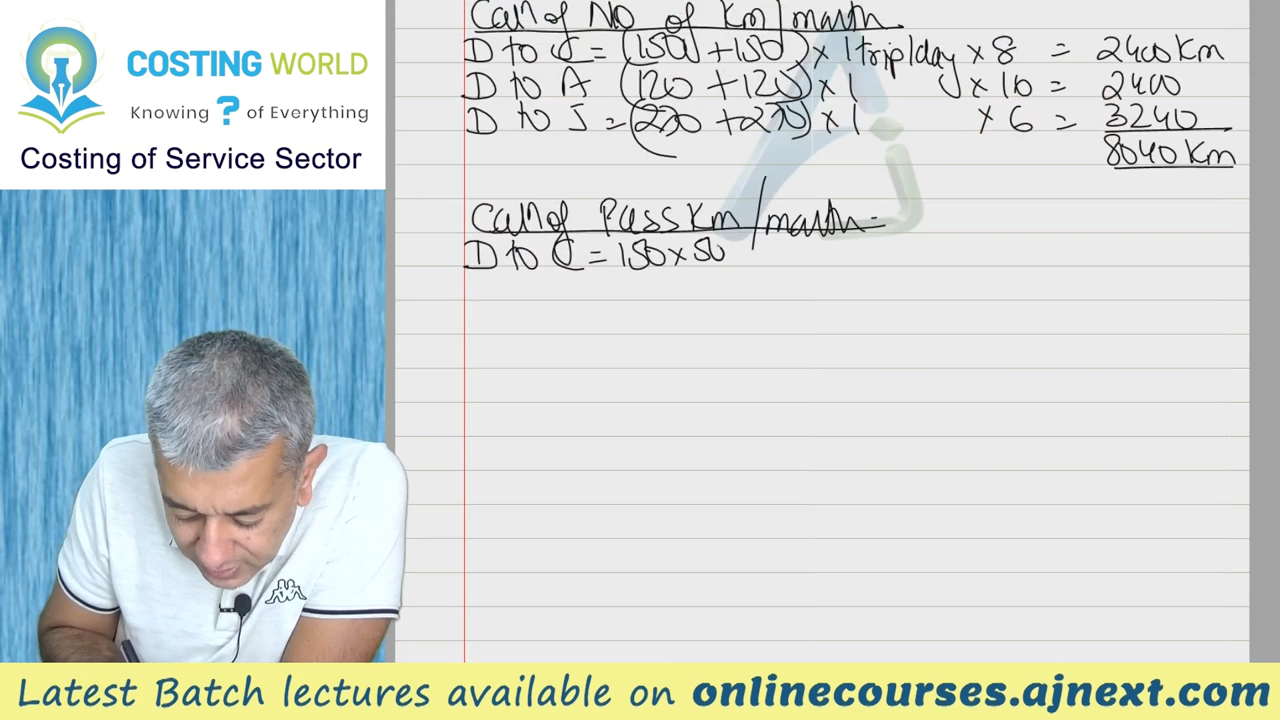 COSTING WORLD
Knowing ? of Everything
Costing of Service Sector
Caln of No of Km/month
D to C = (150 + 150) × 1 trip/day × 8 = 2400 Km
D to A (120 + 120) × 1 × 10 = 2400
D to J = (270 + 270) × 1 × 6 = 3240
8040 Km
Caln of Pass Km/month:-
D to C = 150 × 50
Latest Batch lectures available on onlinecourses.ajnext.com